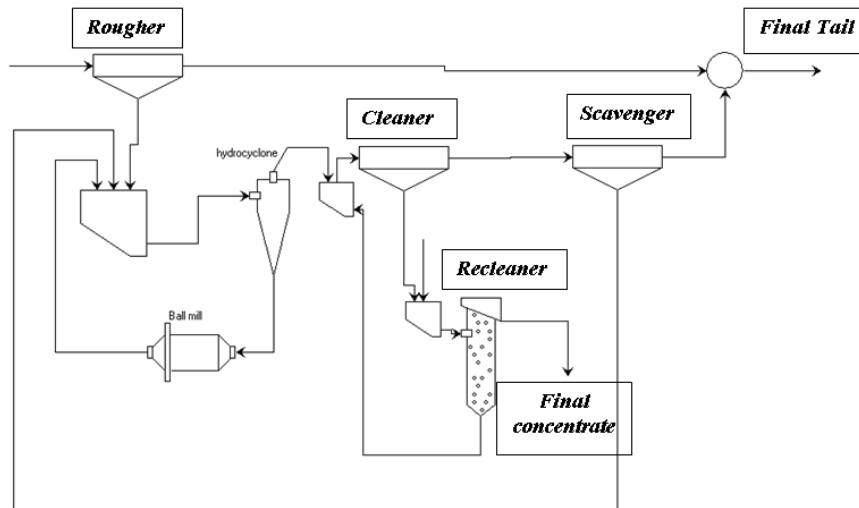 Rougher
Final Tail
Cleaner
Scavenger
hydrocyclone
Recleaner
Ball mill
Final
concentrate